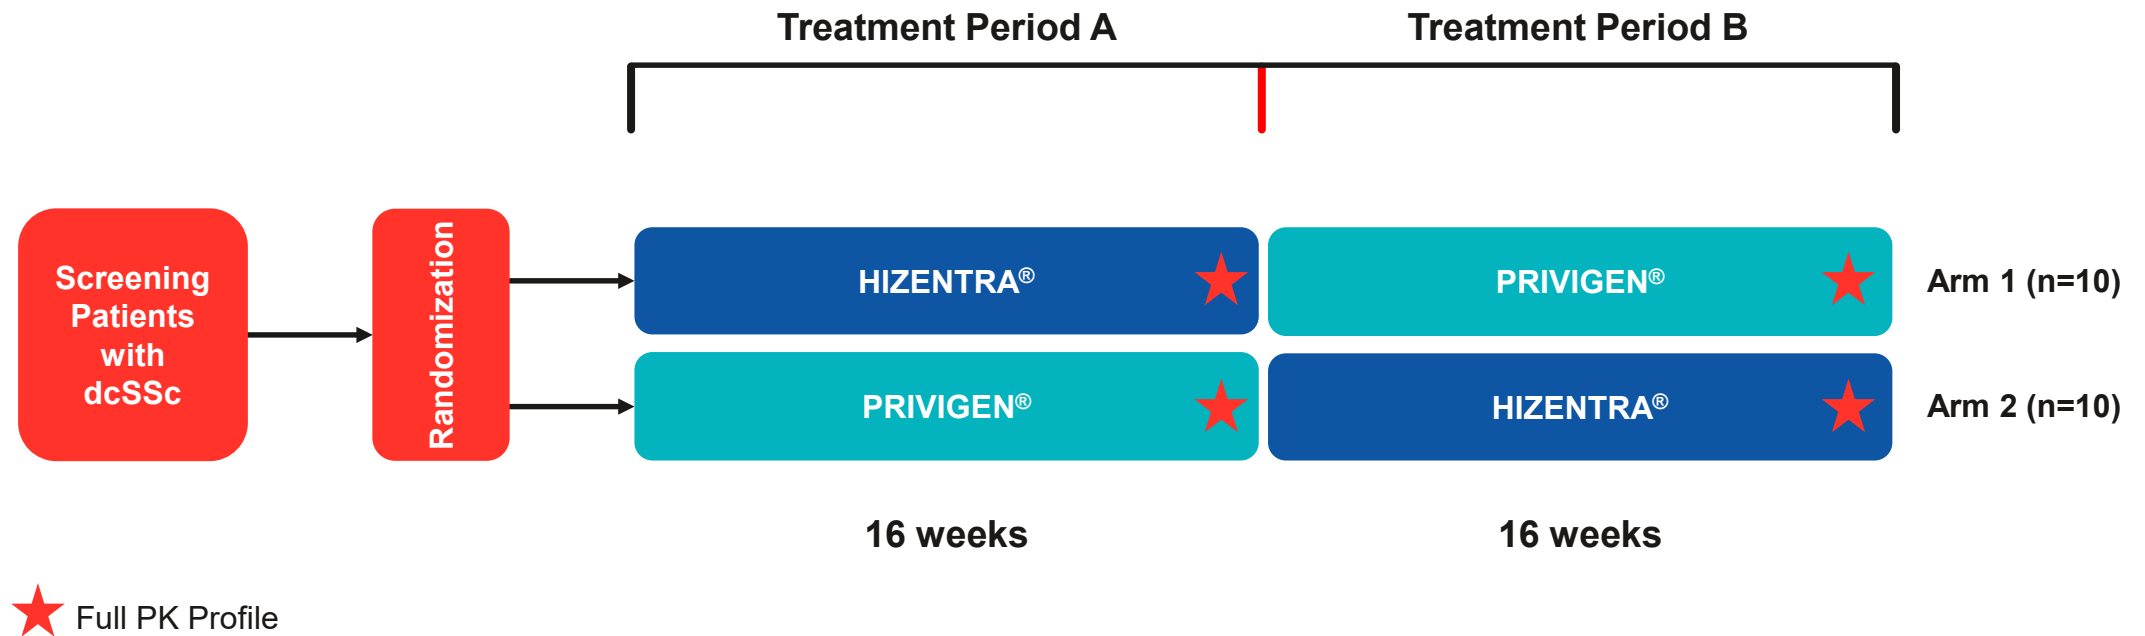 Treatment Period A
Treatment Period B
Screening
Patients
with
dcSSc
Randomization
HIZENTRA®
PRIVIGEN®
Arm 1 (n=10)
PRIVIGEN®
HIZENTRA®
Arm 2 (n=10)
16 weeks
16 weeks
Full PK Profile